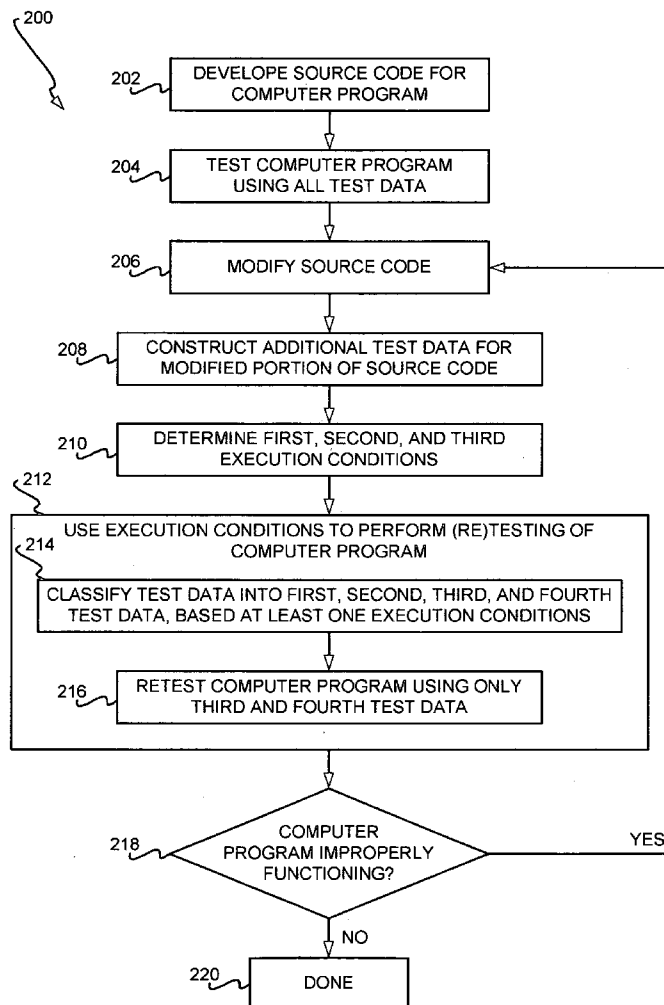 200
202
DEVELOPE SOURCE CODE FOR
COMPUTER PROGRAM
204
TEST COMPUTER PROGRAM
USING ALL TEST DATA
206
MODIFY SOURCE CODE
208
CONSTRUCT ADDITIONAL TEST DATA FOR
MODIFIED PORTION OF SOURCE CODE
210
DETERMINE FIRST, SECOND, AND THIRD
EXECUTION CONDITIONS
212
USE EXECUTION CONDITIONS TO PERFORM (RE)TESTING OF
COMPUTER PROGRAM
214
CLASSIFY TEST DATA INTO FIRST, SECOND, THIRD, AND FOURTH
TEST DATA, BASED AT LEAST ONE EXECUTION CONDITIONS
216
RETEST COMPUTER PROGRAM USING ONLY
THIRD AND FOURTH TEST DATA
218
COMPUTER
PROGRAM IMPROPERLY
FUNCTIONING?
YES
NO
220
DONE